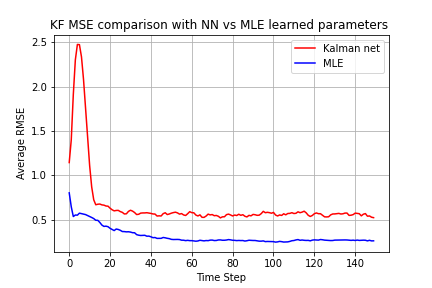 KF MSE comparison with NN vs MLE learned parameters
Kalman net
MLE
Average RMSE
2.5
2.0
1.5
1.0
0.5
0 20 40 60 80 100 120 140
Time Step